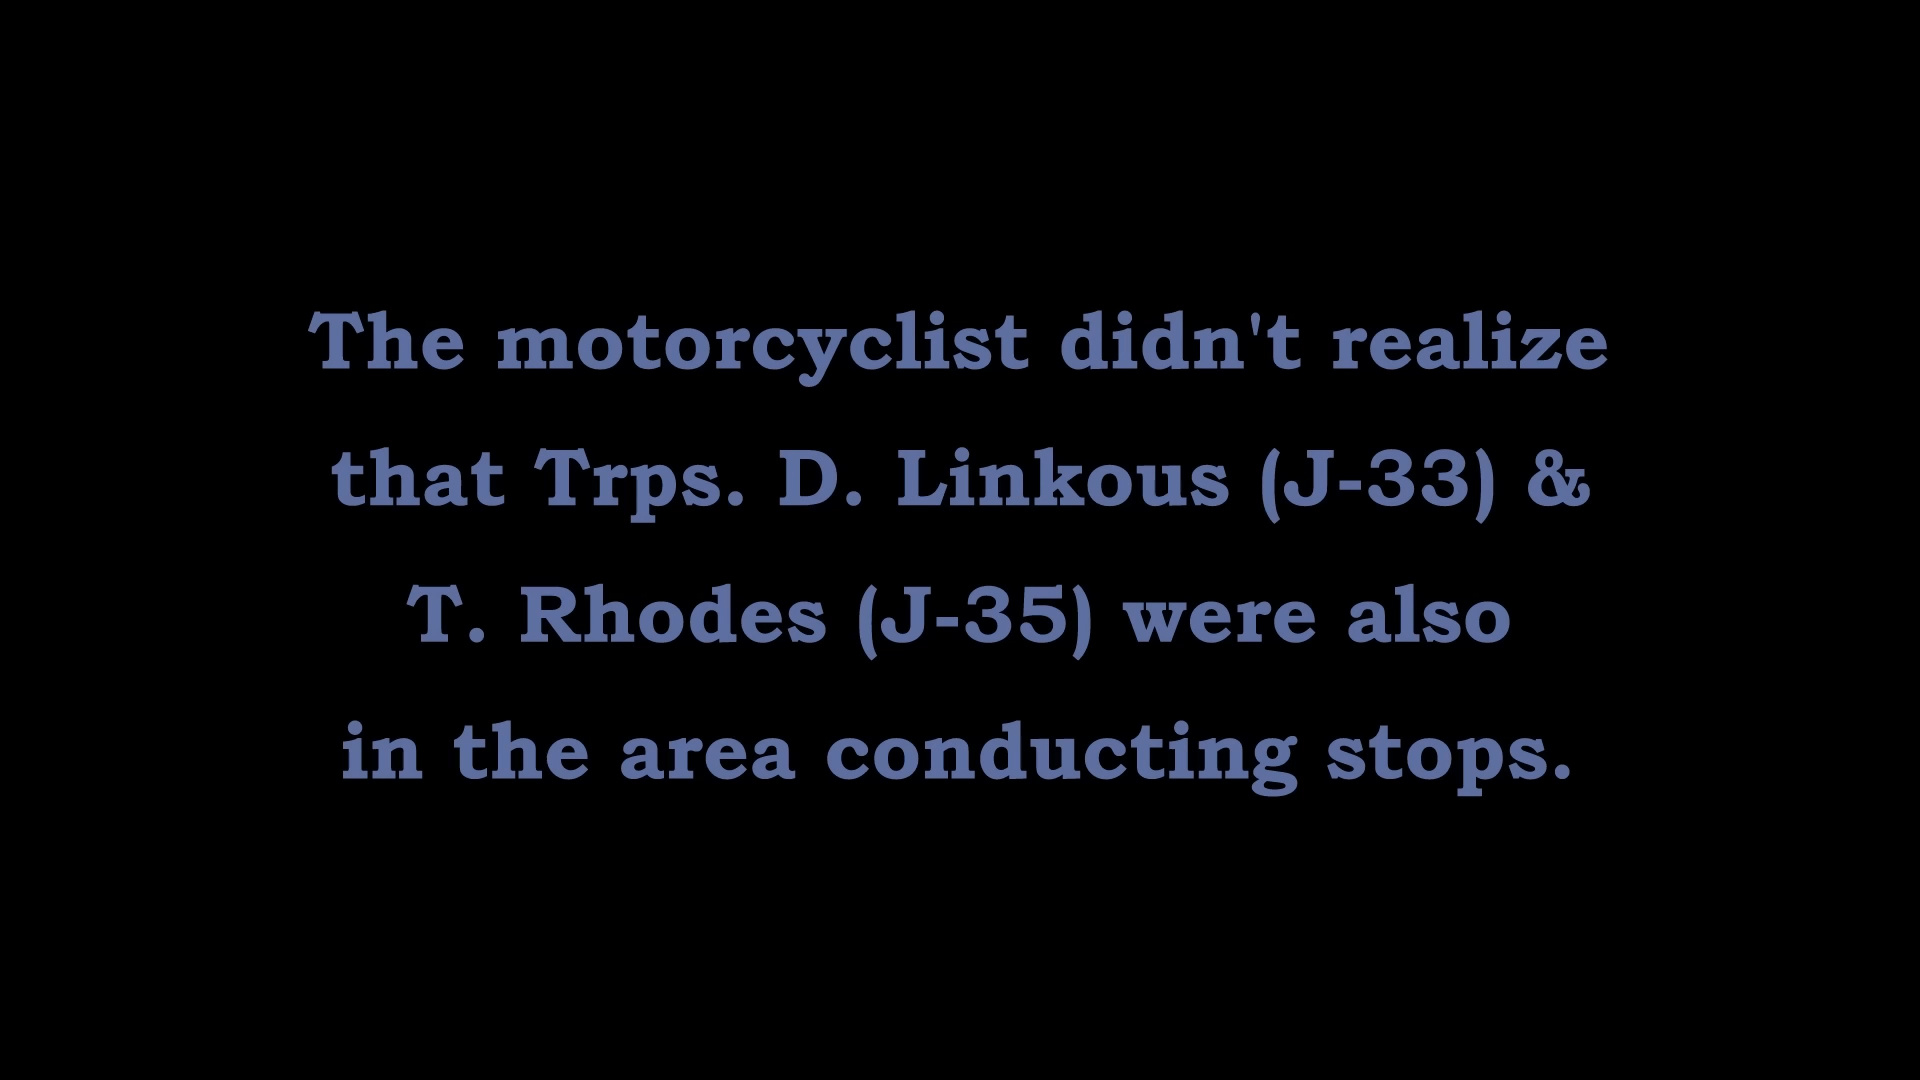 The motorcyclist didn't realize
that Trps. D. Linkous (J-33) &
T. Rhodes (J-35) were also
in the area conducting stops.